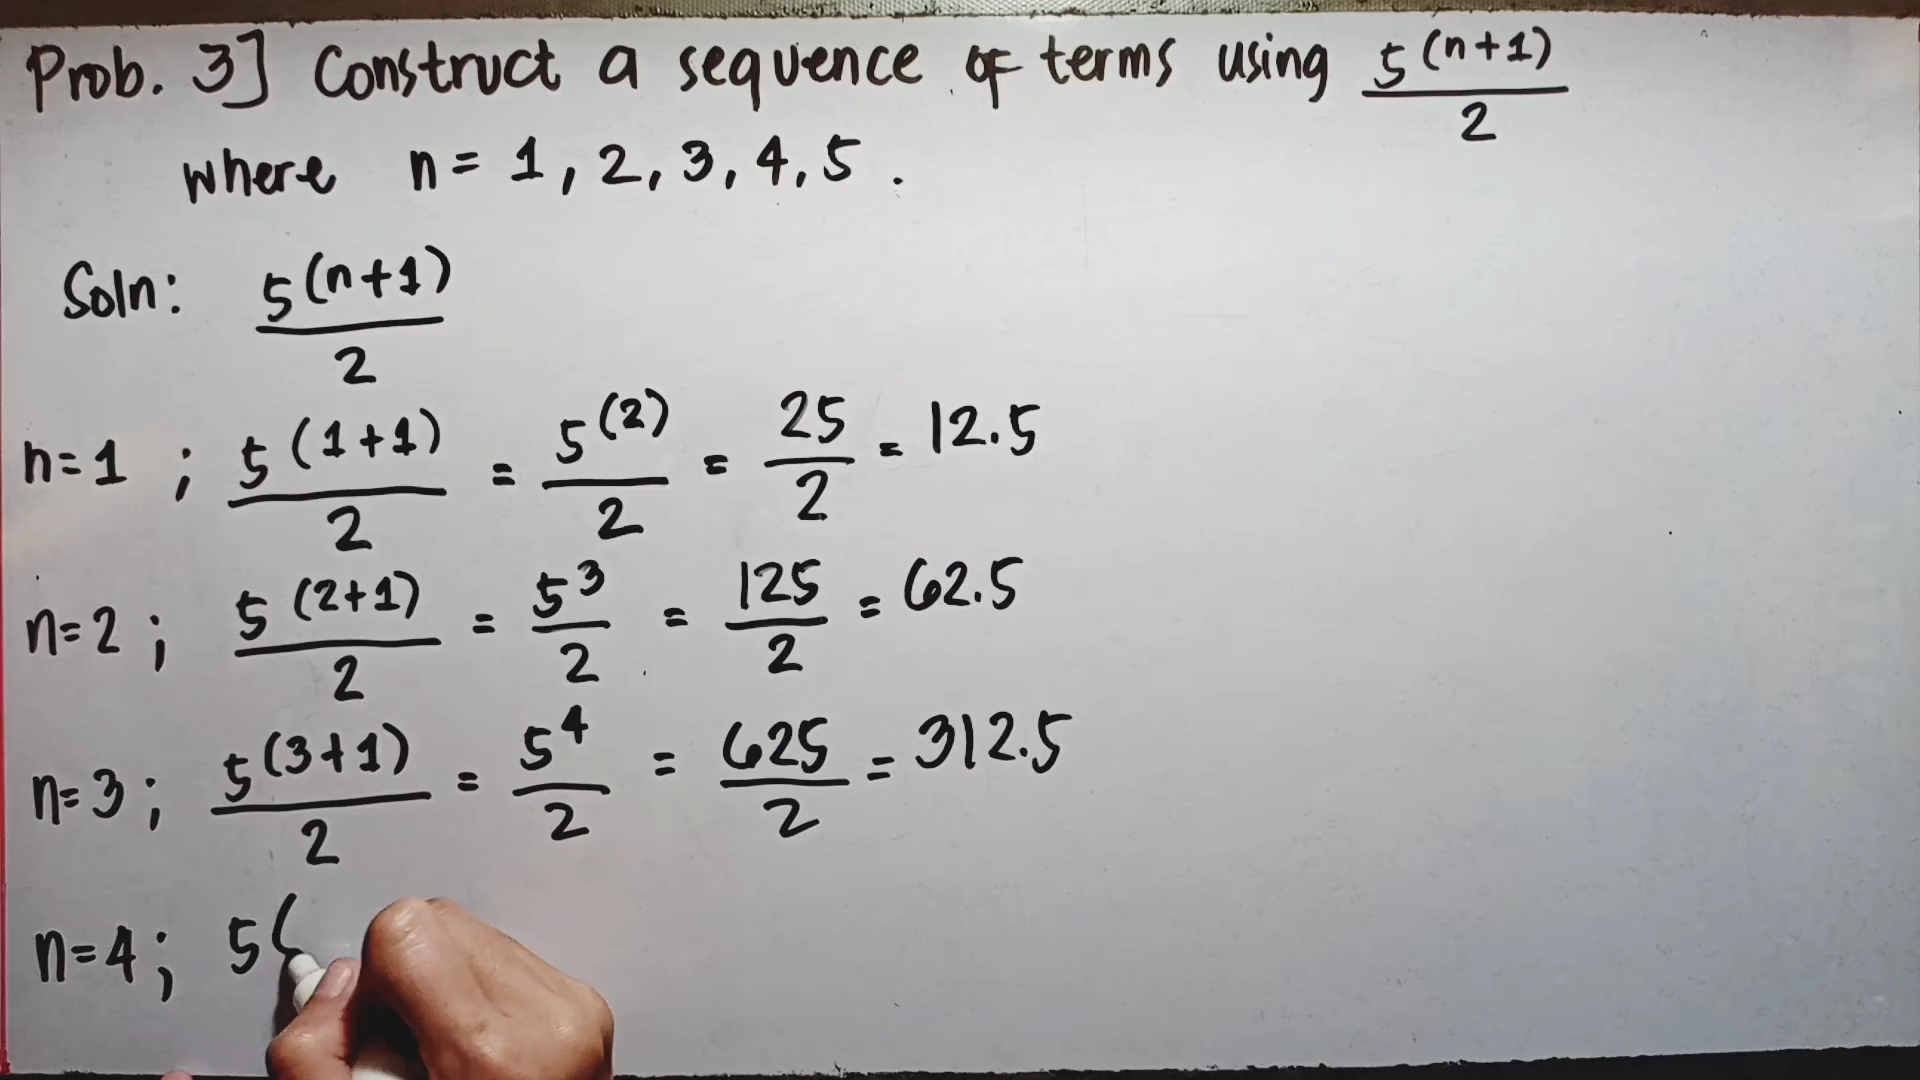 Prob. 3] Construct a sequence of terms using 5^(n+1)/2
where n = 1, 2, 3, 4, 5.
Soln: 5^(n+1)/2
n=1 ; 5^(1+1)/2 = 5^(2)/2 = 25/2 = 12.5
n=2 ; 5^(2+1)/2 = 5^3/2 = 125/2 = 62.5
n=3 ; 5^(3+1)/2 = 5^4/2 = 625/2 = 312.5
n=4 ; 5(